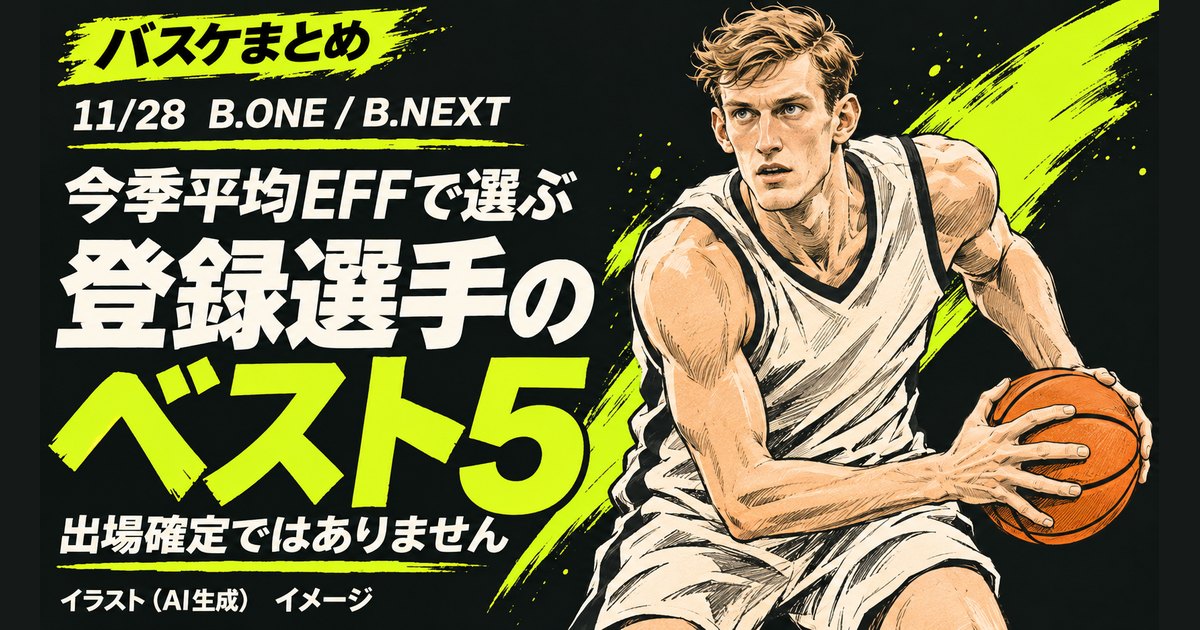 バスケまとめ
11/28 B.ONE / B.NEXT
今季平均EFFで選ぶ
登録選手の
ベスト5
出場確定ではありません
イラスト(AI生成) イメージ